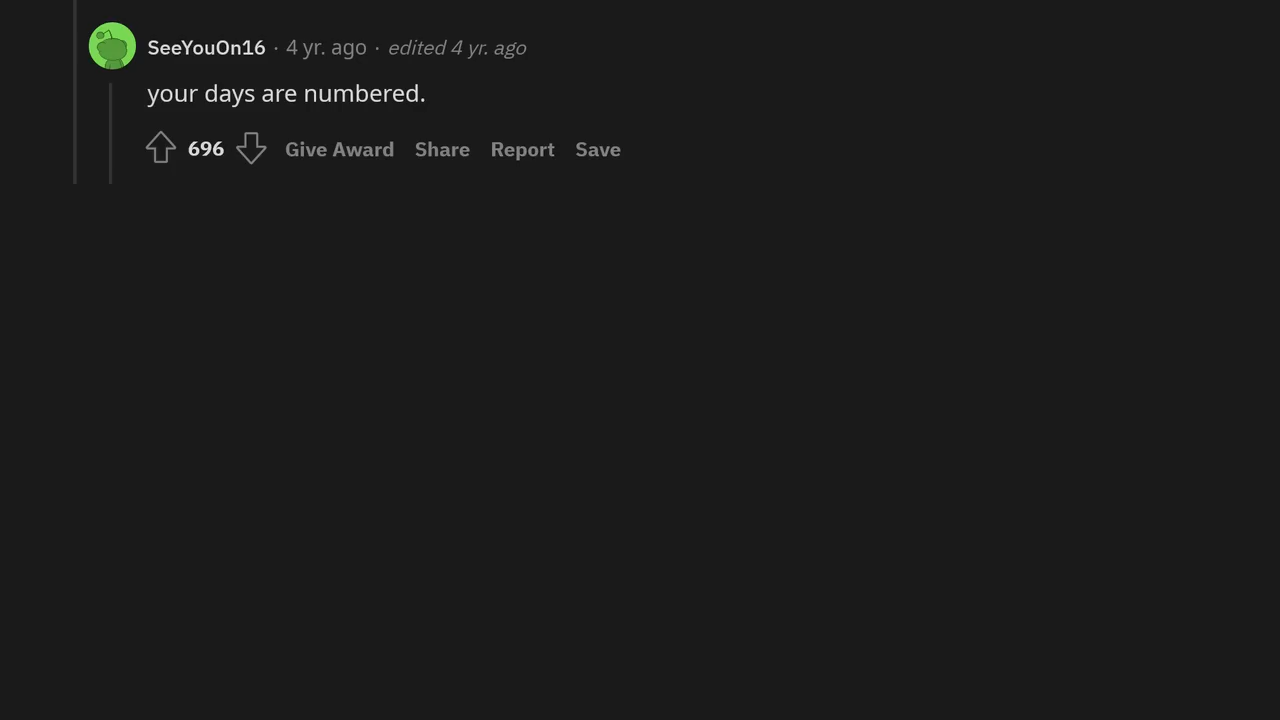 SeeYouOn16 · 4 yr. ago · edited 4 yr. ago
your days are numbered.
696 Give Award Share Report Save